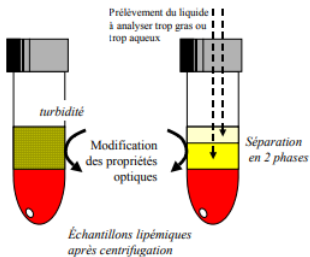 Prélèvement du liquide
à analyser trop gras ou
trop aqueux
turbidité
Modification
des propriétés
optiques
Séparation
en 2 phases
Échantillons lipémiques
après centrifugation